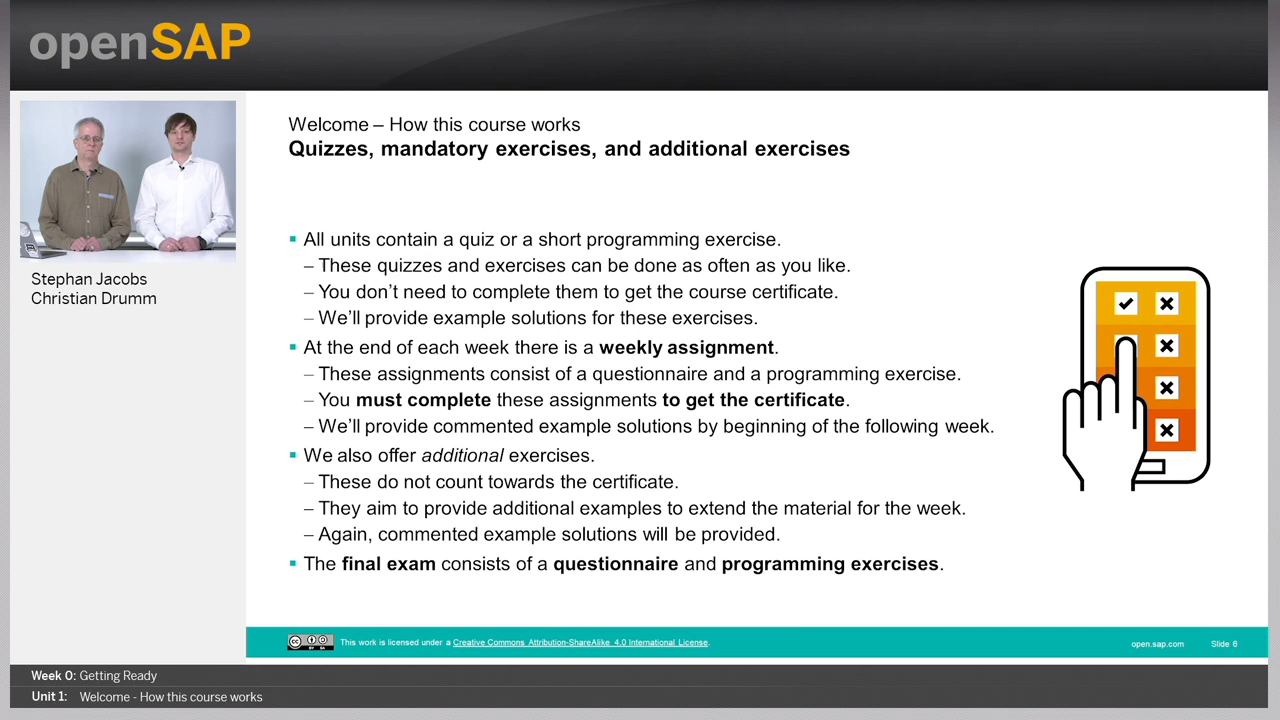 openSAP
Stephan Jacobs
Christian Drumm
Welcome – How this course works
Quizzes, mandatory exercises, and additional exercises
▪ All units contain a quiz or a short programming exercise.
– These quizzes and exercises can be done as often as you like.
– You don’t need to complete them to get the course certificate.
– We’ll provide example solutions for these exercises.
▪ At the end of each week there is a weekly assignment.
– These assignments consist of a questionnaire and a programming exercise.
– You must complete these assignments to get the certificate.
– We’ll provide commented example solutions by beginning of the following week.
▪ We also offer additional exercises.
– These do not count towards the certificate.
– They aim to provide additional examples to extend the material for the week.
– Again, commented example solutions will be provided.
▪ The final exam consists of a questionnaire and programming exercises.
cc BY SA This work is licensed under a Creative Commons Attribution-ShareAlike 4.0 International License. open.sap.com Slide 6
Week 0: Getting Ready
Unit 1: Welcome - How this course works